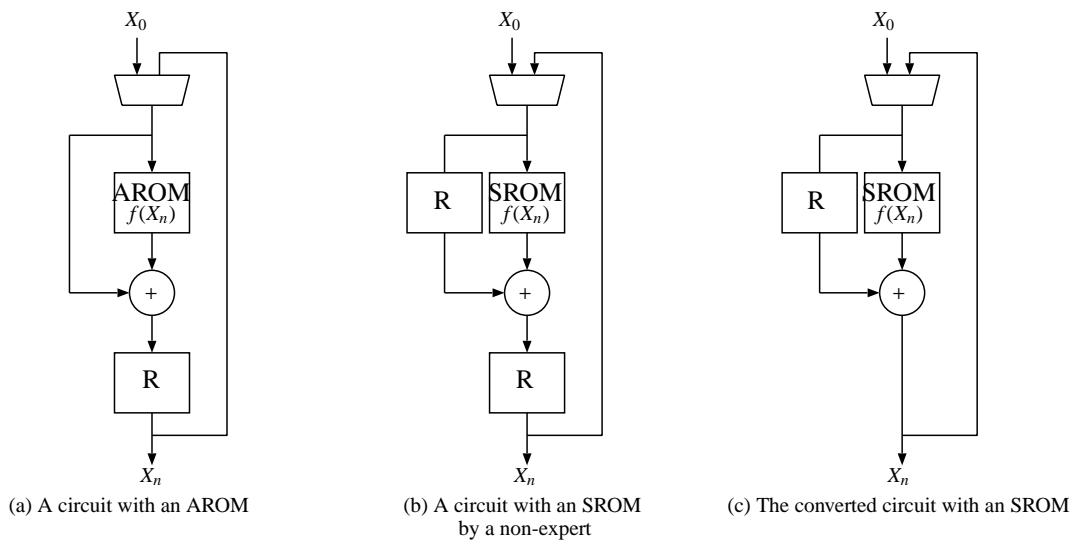 X₀
AROM
f(Xₙ)
+
R
Xₙ
(a) A circuit with an AROM
X₀
R
SROM
f(Xₙ)
+
R
Xₙ
(b) A circuit with an SROM
by a non-expert
X₀
R
SROM
f(Xₙ)
+
Xₙ
(c) The converted circuit with an SROM